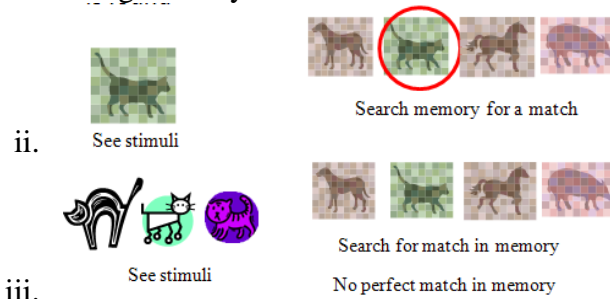 Search memory for a match
ii. See stimuli
Search for match in memory
iii. See stimuli
No perfect match in memory